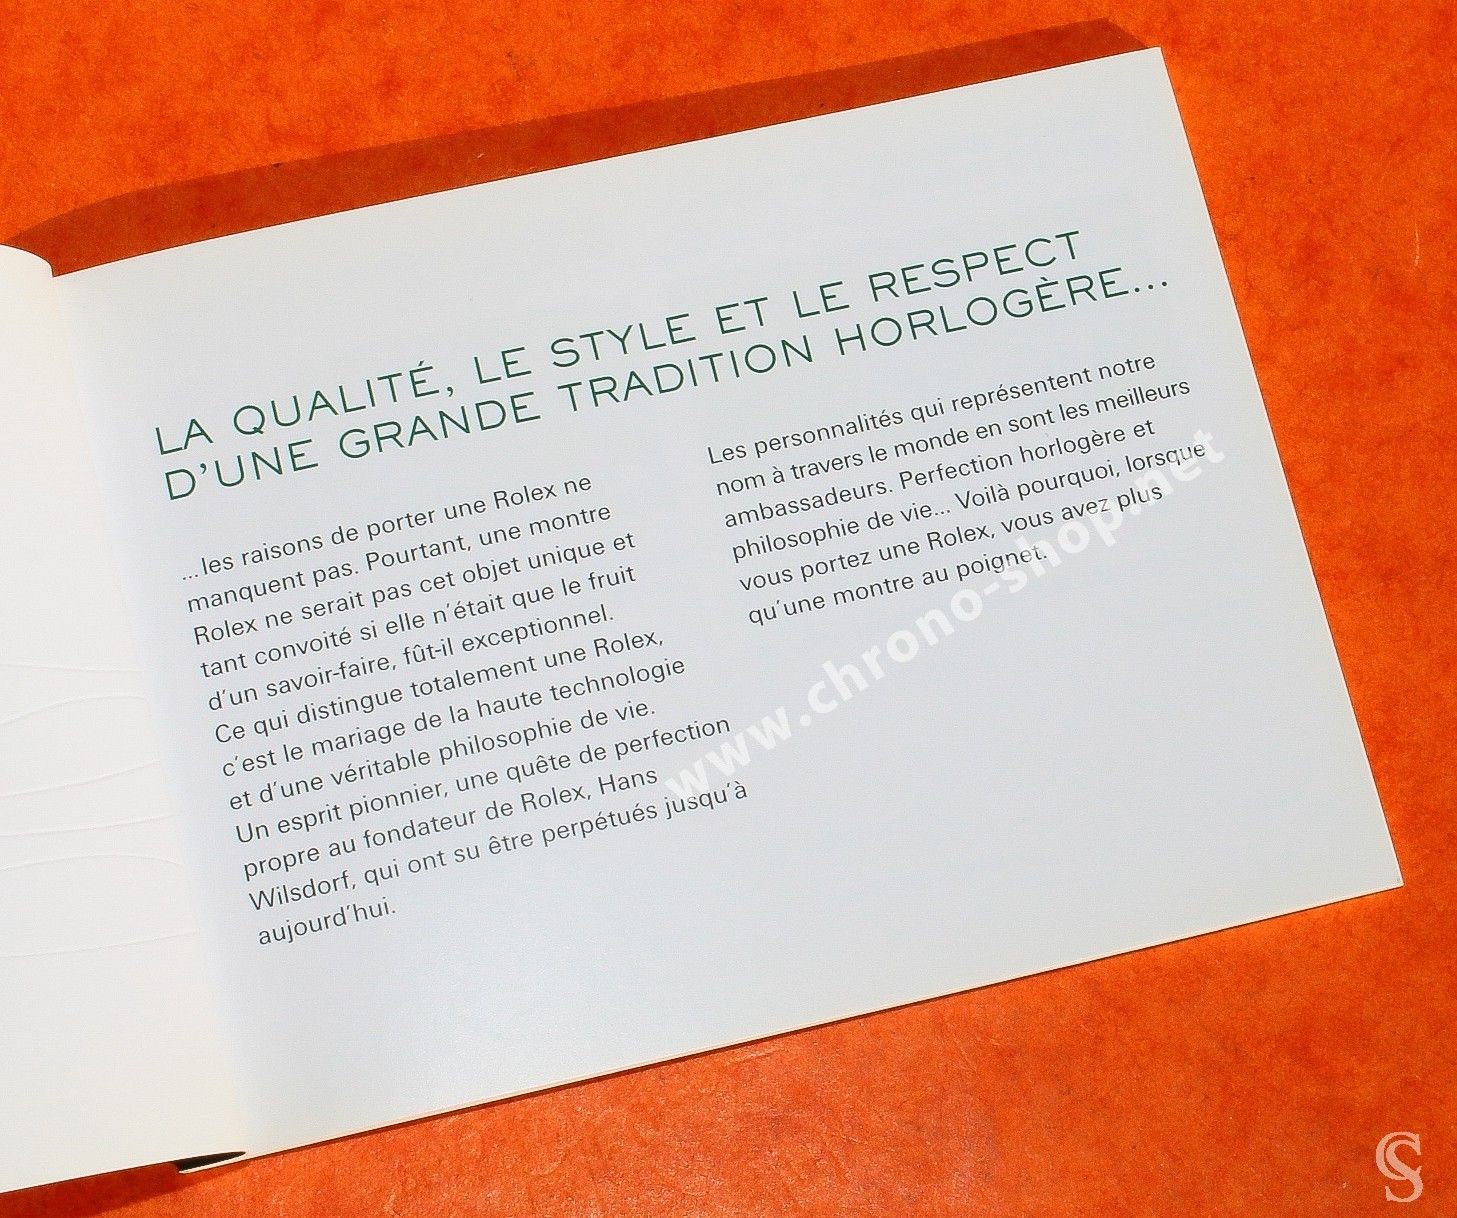 LA QUALITÉ, LE STYLE ET LE RESPECT
D'UNE GRANDE TRADITION HORLOGÈRE...
...les raisons de porter une Rolex ne
manquent pas. Pourtant, une montre
Rolex ne serait pas cet objet unique et
tant convoité si elle n'était que le fruit
d'un savoir-faire, fût-il exceptionnel.
Ce qui distingue totalement une Rolex,
c'est le mariage de la haute technologie
et d'une véritable philosophie de vie.
Un esprit pionnier, une quête de perfection
propre au fondateur de Rolex, Hans
Wilsdorf, qui ont su être perpétués jusqu'à
aujourd'hui.
Les personnalités qui représentent notre
nom à travers le monde en sont les meilleurs
ambassadeurs. Perfection horlogère et
philosophie de vie... Voilà pourquoi, lorsque
vous portez une Rolex, vous avez plus
qu'une montre au poignet.
www.chrono-shop.net